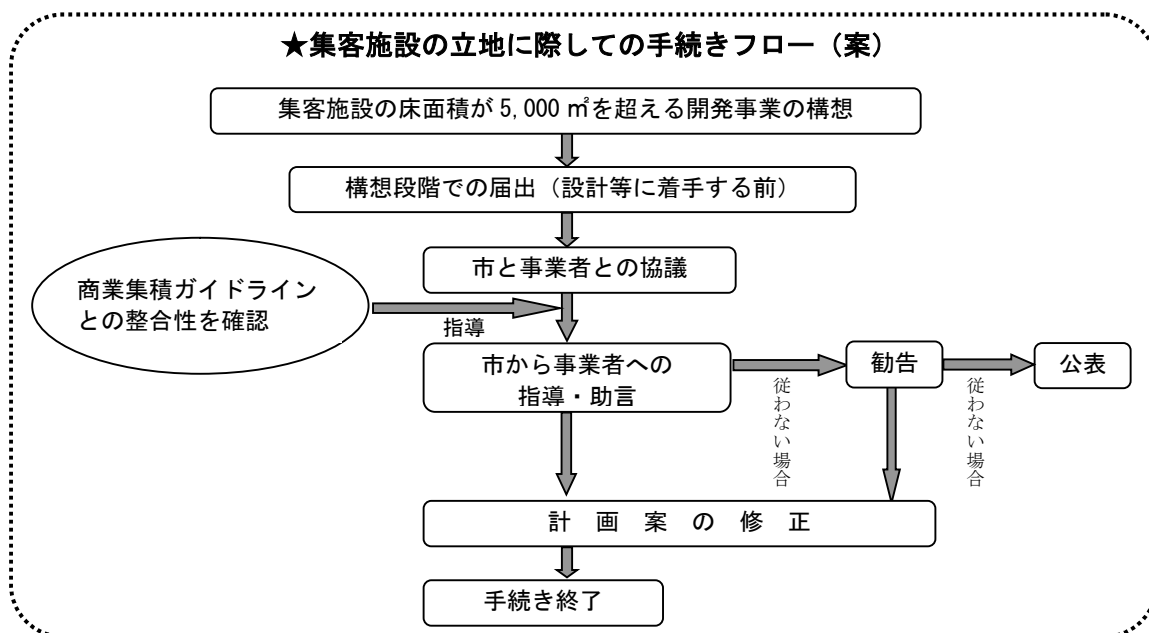 ★集客施設の立地に際しての手続きフロー(案)
集客施設の床面積が 5,000 ㎡を超える開発事業の構想
構想段階での届出(設計等に着手する前)
市と事業者との協議
商業集積ガイドライン
との整合性を確認
指導
市から事業者への
指導・助言
従わない場合
勧告
従わない場合
公表
計 画 案 の 修 正
手続き終了